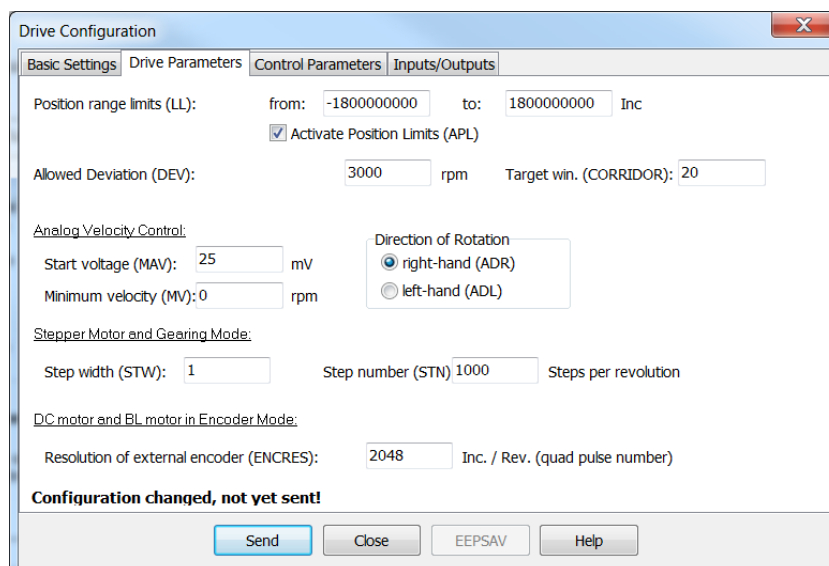 Drive Configuration
Basic Settings Drive Parameters Control Parameters Inputs/Outputs
Position range limits (LL): from: -1800000000 to: 1800000000 Inc
Activate Position Limits (APL)
Allowed Deviation (DEV): 3000 rpm Target win. (CORRIDOR): 20
Analog Velocity Control:
Direction of Rotation
Start voltage (MAV): 25 mV right-hand (ADR)
Minimum velocity (MV): 0 rpm left-hand (ADL)
Stepper Motor and Gearing Mode:
Step width (STW): 1 Step number (STN) 1000 Steps per revolution
DC motor and BL motor in Encoder Mode:
Resolution of external encoder (ENCRES): 2048 Inc. / Rev. (quad pulse number)
Configuration changed, not yet sent!
Send Close EEPSAV Help